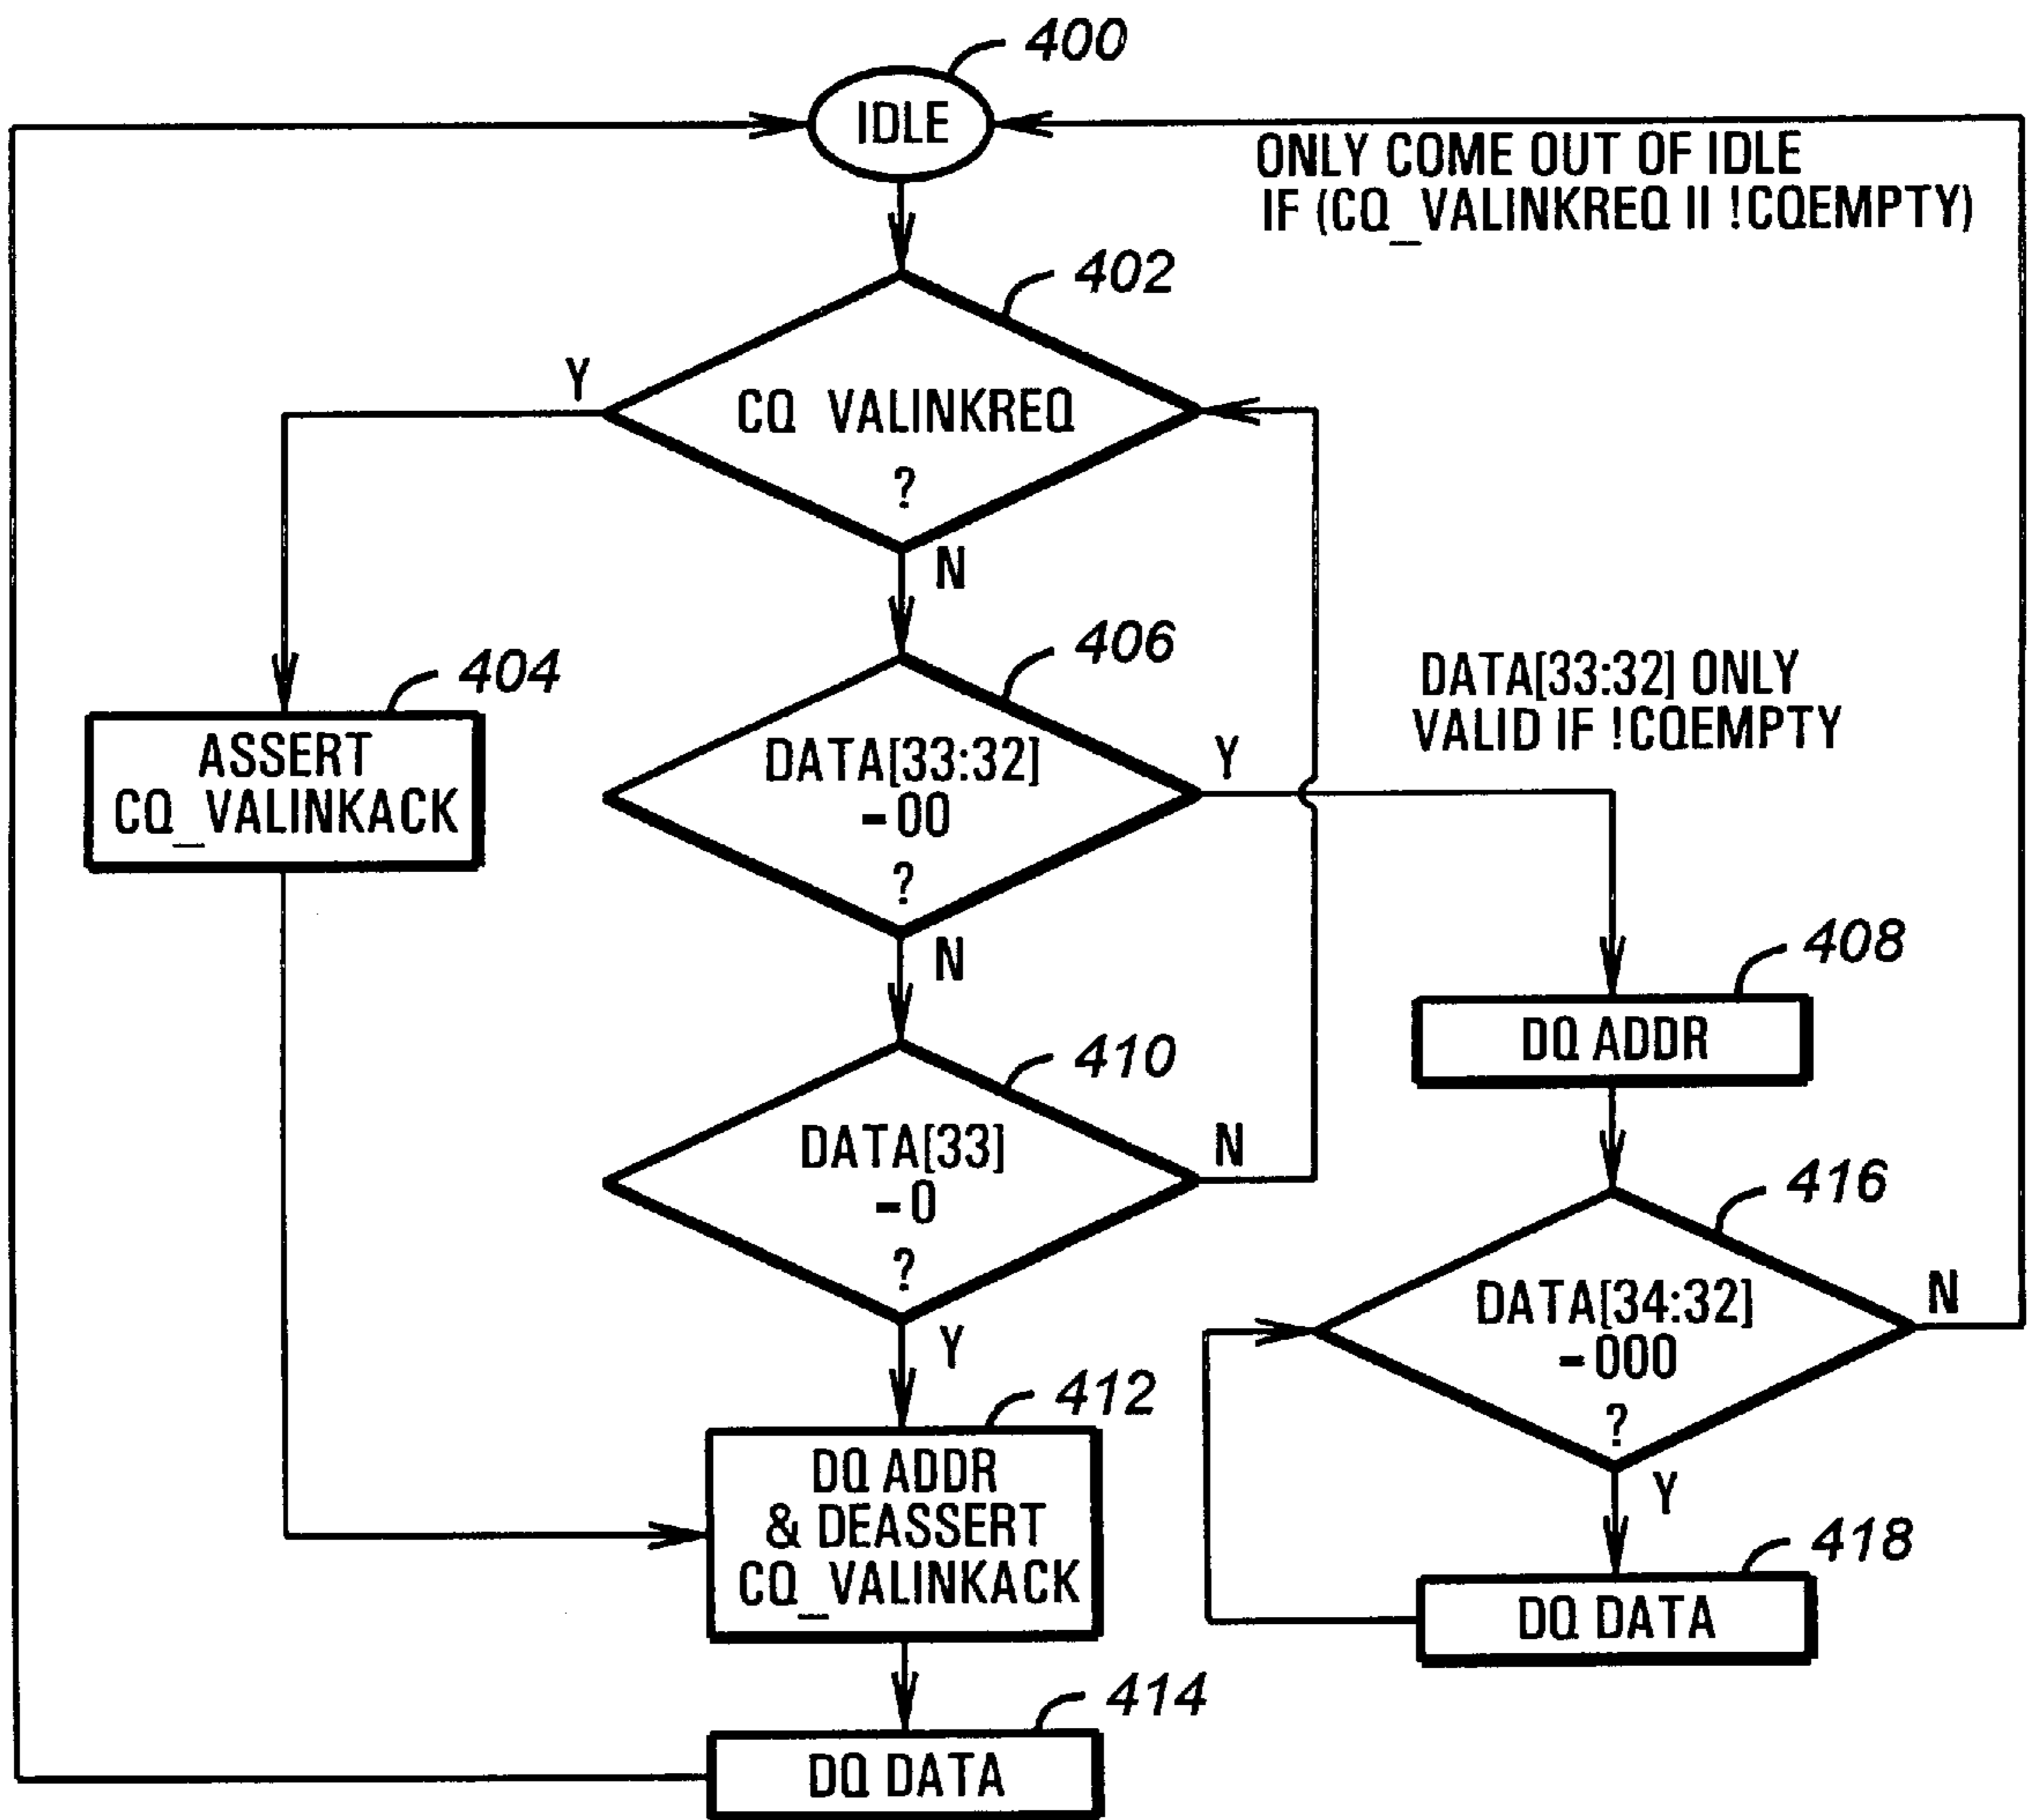 400
IDLE
ONLY COME OUT OF IDLE
IF (CQ_VALINKREQ II !CQEMPTY)
402
Y
CQ VALINKREQ
?
N
404
ASSERT
CQ_VALINKACK
406
DATA[33:32]
=00
?
Y
N
DATA[33:32] ONLY
VALID IF !CQEMPTY
408
DQ ADDR
410
DATA[33]
=0
?
N
Y
416
DATA[34:32]
=000
?
N
Y
412
DQ ADDR
& DEASSERT
CQ_VALINKACK
418
DQ DATA
414
DQ DATA